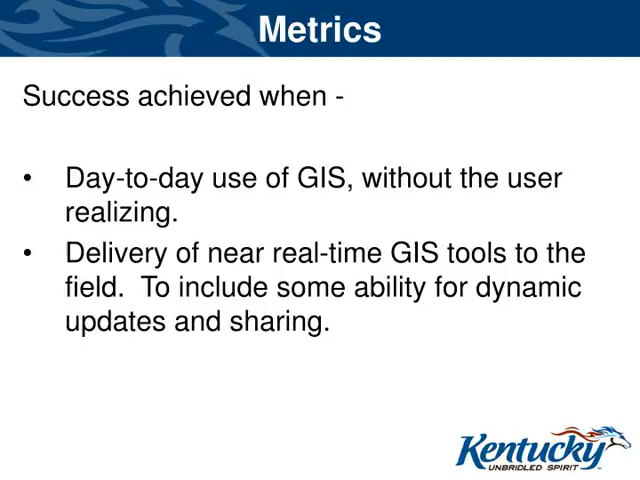 Metrics
Success achieved when -
• Day-to-day use of GIS, without the user
realizing.
• Delivery of near real-time GIS tools to the
field.  To include some ability for dynamic
updates and sharing.
Kentucky
UNBRIDLED SPIRIT